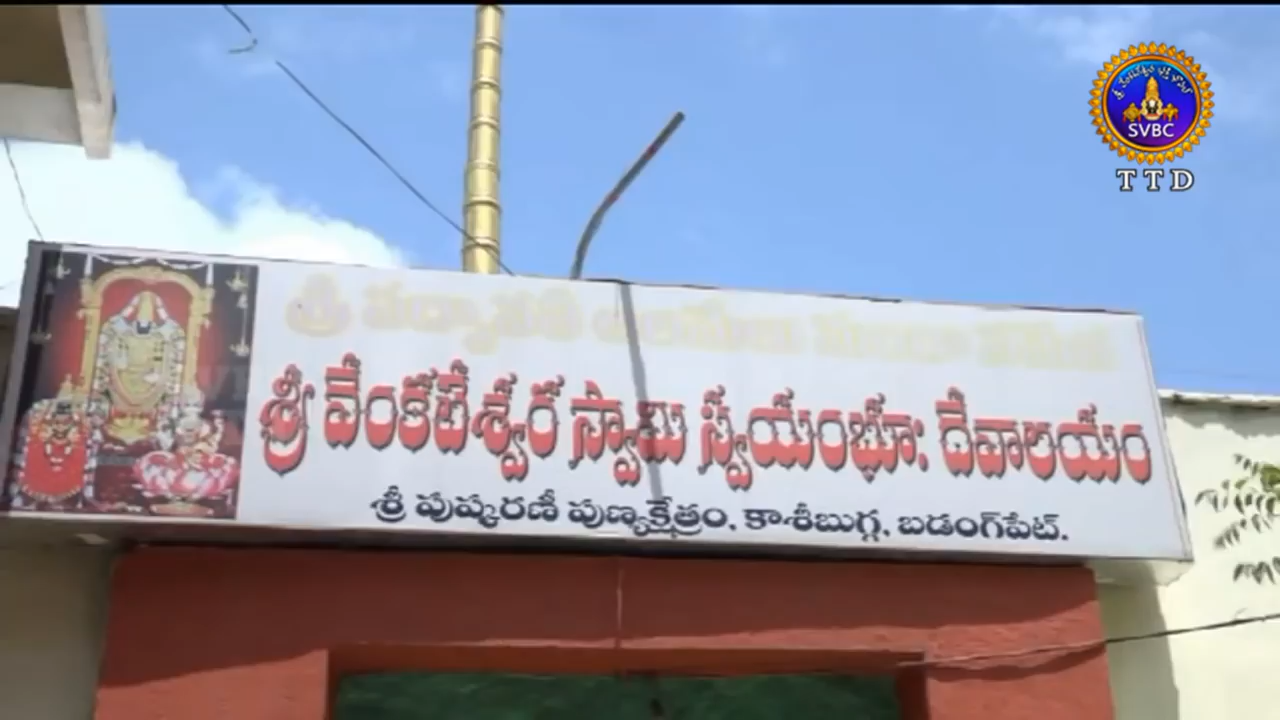 శ్రీ వేంకటేశ్వర స్వామి స్వయంభూ: దేవాలయం
శ్రీ పుష్కరణీ పుణ్యక్షేత్రం, కాశీబుగ్గ, బడంగ్‌పేట్.
SVBC
TTD